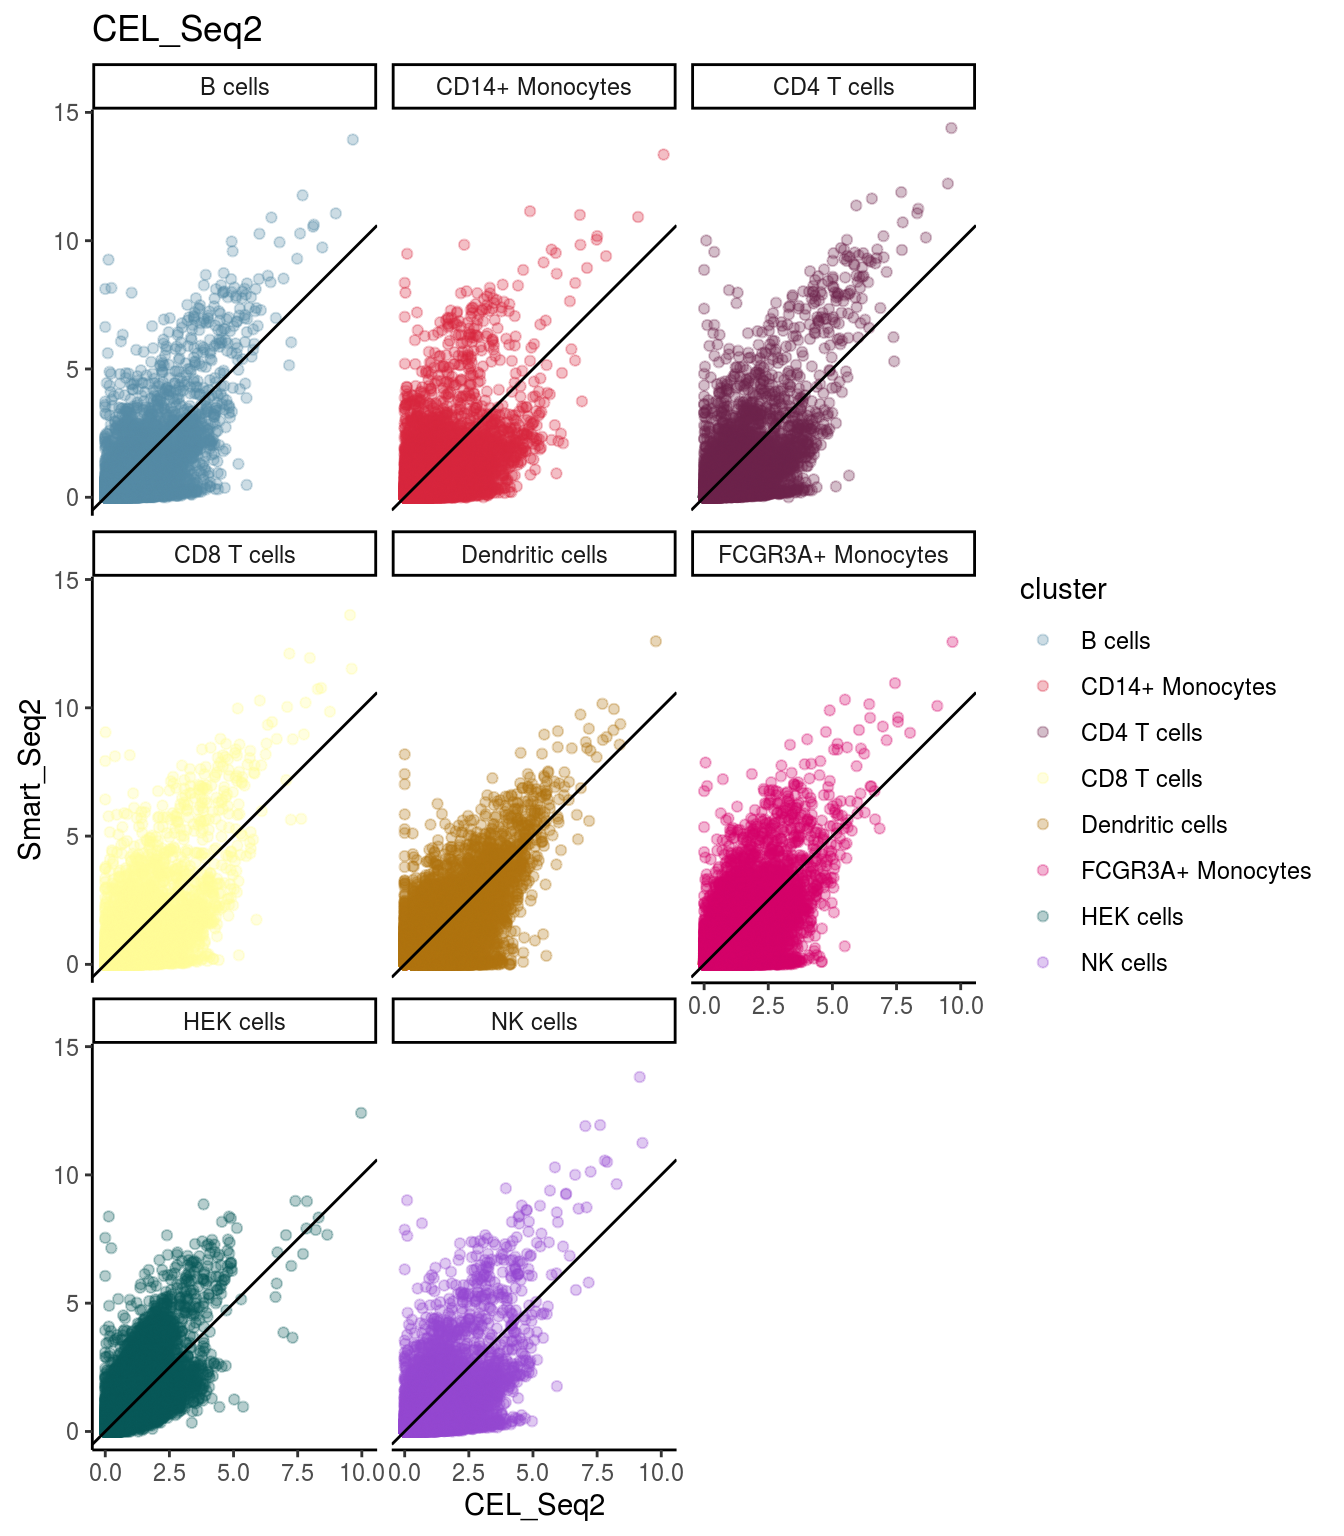 CEL_Seq2
B cells
CD14+ Monocytes
CD4 T cells
15
10
5
0
CD8 T cells
Dendritic cells
FCGR3A+ Monocytes
15
10
5
0
0.0 2.5 5.0 7.5 10.0
HEK cells
NK cells
15
10
5
0
0.0 2.5 5.0 7.5 10.0
0.0 2.5 5.0 7.5 10.0
CEL_Seq2
Smart_Seq2
cluster
B cells
CD14+ Monocytes
CD4 T cells
CD8 T cells
Dendritic cells
FCGR3A+ Monocytes
HEK cells
NK cells